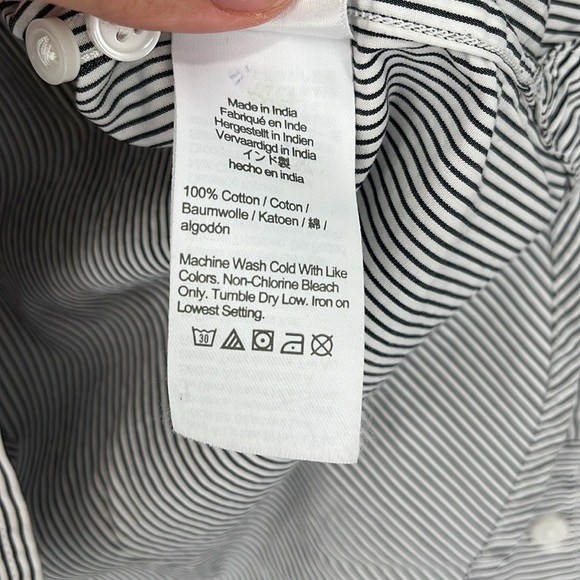 Made in India
Fabriqué en Inde
Hergestellt in Indien
Vervaardigd in India
インド製
hecho en india
100% Cotton / Coton /
Baumwolle / Katoen / 綿 /
algodón
Machine Wash Cold With Like
Colors. Non-Chlorine Bleach
Only. Tumble Dry Low. Iron on
Lowest Setting.
30